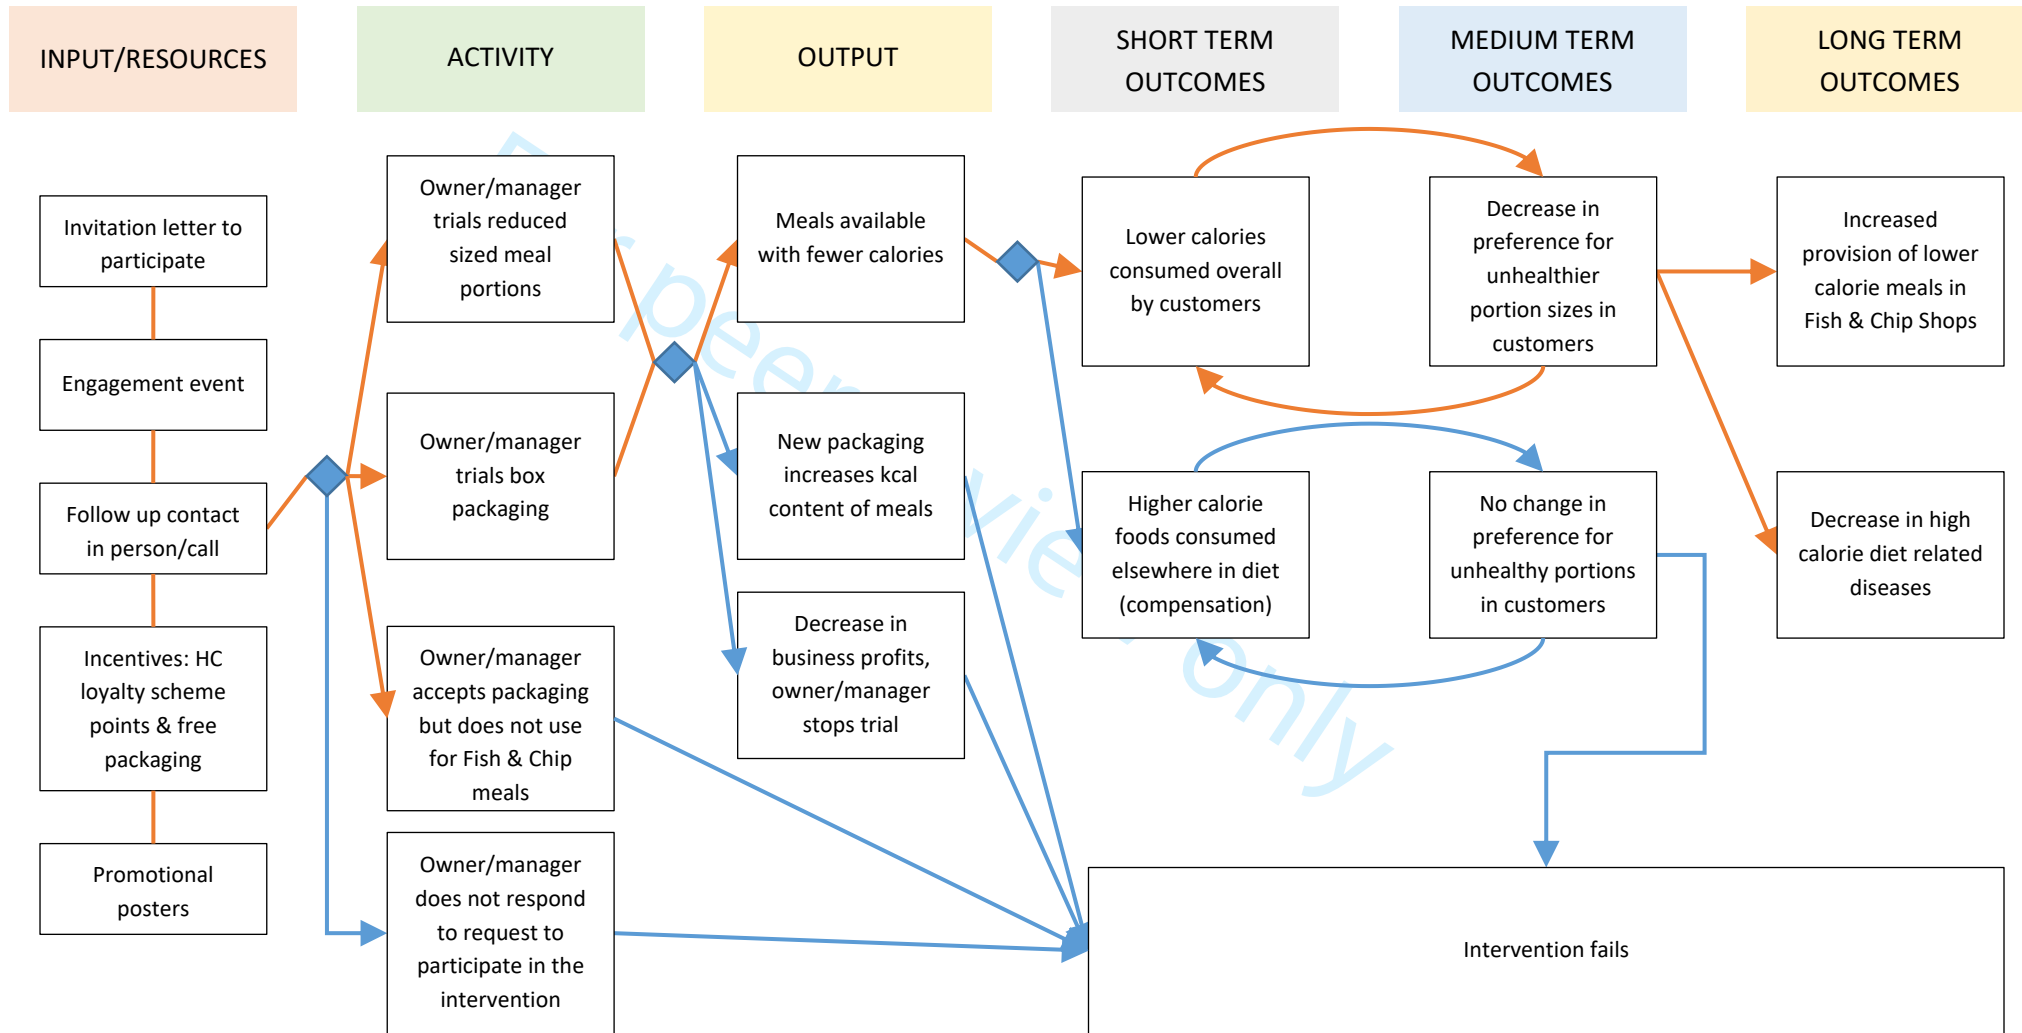 INPUT/RESOURCES
ACTIVITY
OUTPUT
SHORT TERM
OUTCOMES
MEDIUM TERM
OUTCOMES
LONG TERM
OUTCOMES
Invitation letter to
participate
Engagement event
Follow up contact
in person/call
Incentives: HC
loyalty scheme
points & free
packaging
Promotional
posters
Owner/manager
trials reduced
sized meal
portions
Owner/manager
trials box
packaging
Owner/manager
accepts packaging
but does not use
for Fish & Chip
meals
Owner/manager
does not respond
to request to
participate in the
intervention
Meals available
with fewer calories
New packaging
increases kcal
content of meals
Decrease in
business profits,
owner/manager
stops trial
Lower calories
consumed overall
by customers
Higher calorie
foods consumed
elsewhere in diet
(compensation)
Decrease in
preference for
unhealthier
portion sizes in
customers
No change in
preference for
unhealthy portions
in customers
Increased
provision of lower
calorie meals in
Fish & Chip Shops
Decrease in high
calorie diet related
diseases
Intervention fails
peer only